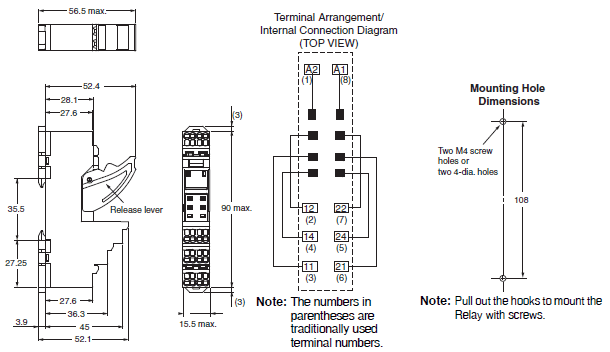 56.5 max.
52.4
28.1
27.6
35.5
27.25
Release lever
27.6
36.3
3.9
45
52.1
(3)
90 max.
(3)
15.5 max.
Terminal Arrangement/
Internal Connection Diagram
(TOP VIEW)
A2 A1
(1) (8)
12 22
(2) (7)
14 24
(4) (5)
11 21
(3) (6)
Note: The numbers in
parentheses are
traditionally used
terminal numbers.
Mounting Hole
Dimensions
Two M4 screw
holes or
two 4-dia. holes
108
Note: Pull out the hooks to mount the
Relay with screws.